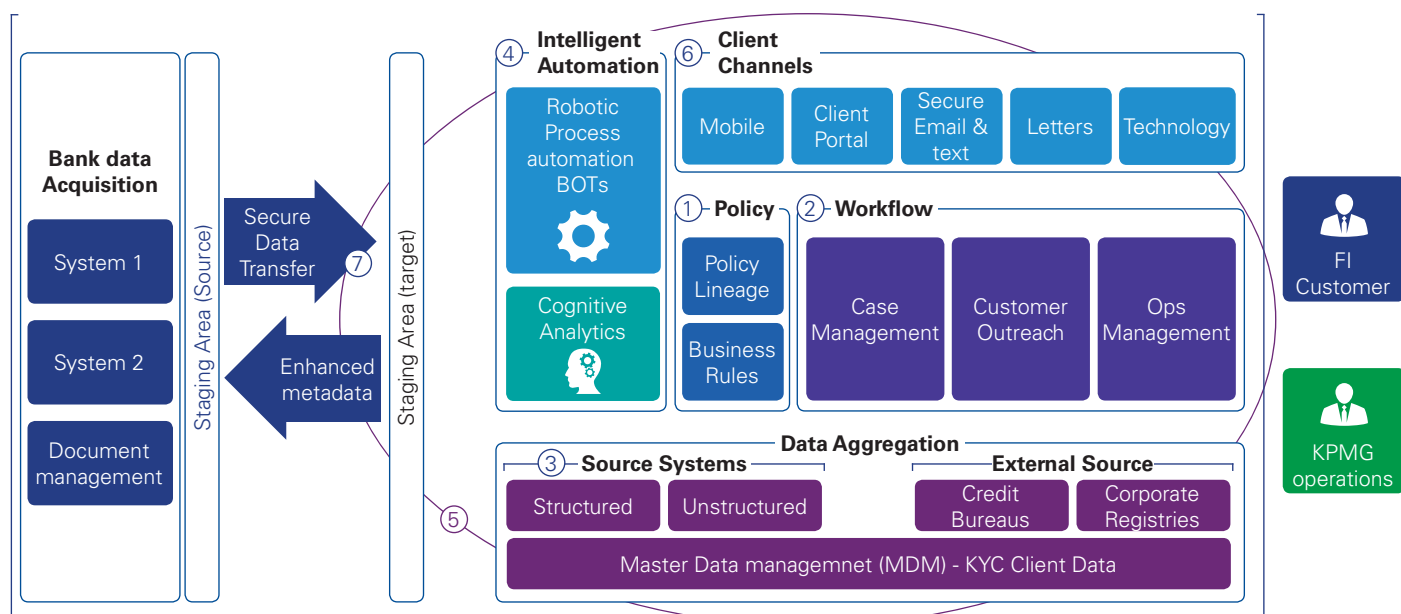 Bank data
Acquisition
System 1
System 2
Document
management
Staging Area (Source)
Secure
Data
Transfer
7
Enhanced
metadata
Staging Area (target)
4 Intelligent
Automation
Robotic
Process
automation
BOTs
Cognitive
Analytics
6 Client
Channels
Mobile
Client
Portal
Secure
Email &
text
Letters
Technology
1 Policy
Policy
Lineage
Business
Rules
2 Workflow
Case
Management
Customer
Outreach
Ops
Management
5
Data Aggregation
3 Source Systems
Structured
Unstructured
External Source
Credit
Bureaus
Corporate
Registries
Master Data managemnet (MDM) - KYC Client Data
FI
Customer
KPMG
operations